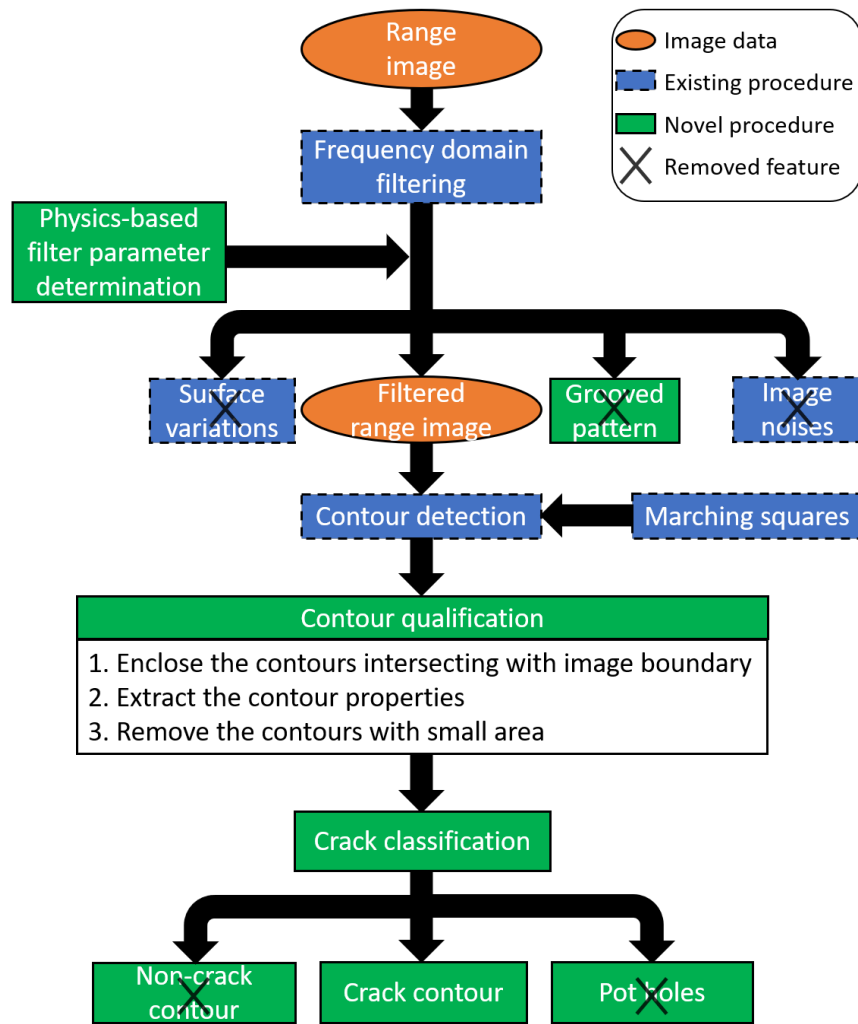 Range
image
Image data
Existing procedure
Novel procedure
Removed feature
Frequency domain
filtering
Physics-based
filter parameter
determination
Surface
variations
Filtered
range image
Grooved
pattern
Image
noises
Contour detection
Marching squares
Contour qualification
1. Enclose the contours intersecting with image boundary
2. Extract the contour properties
3. Remove the contours with small area
Crack classification
Non-crack
contour
Crack contour
Pot holes